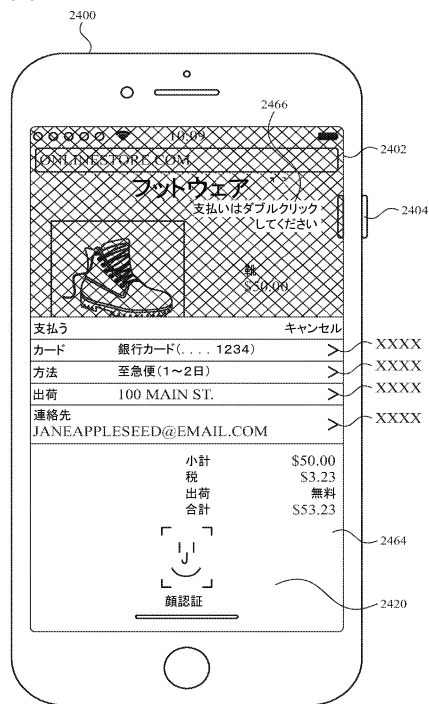 2400
2466
10:09
2402
ONLINESTORE.COM
フットウェア
2404
支払いはダブルクリック
してください
靴
$50.00
支払う キャンセル
カード 銀行カード(....1234) > XXXX
方法 至急便(1〜2日) > XXXX
出荷 100 MAIN ST. > XXXX
連絡先
JANEAPPLESEED@EMAIL.COM > XXXX
小計 $50.00
税 $3.23
出荷 無料
合計 $53.23
2464
顔認証
2420